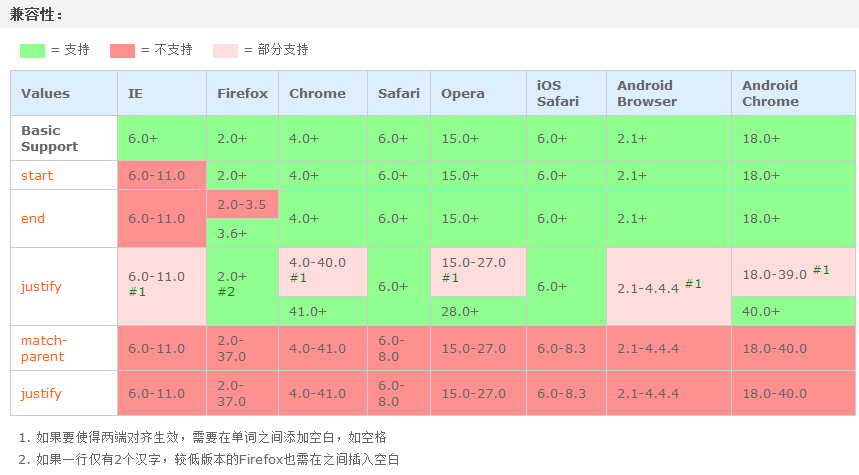 兼容性：
= 支持 = 不支持 = 部分支持
Values IE Firefox Chrome Safari Opera iOS Safari Android Browser Android Chrome
Basic Support 6.0+ 2.0+ 4.0+ 6.0+ 15.0+ 6.0+ 2.1+ 18.0+
start 6.0-11.0 2.0+ 4.0+ 6.0+ 15.0+ 6.0+ 2.1+ 18.0+
end 6.0-11.0 2.0-3.5 4.0+ 6.0+ 15.0+ 6.0+ 2.1+ 18.0+
3.6+
justify 6.0-11.0 #1 2.0+ #2 4.0-40.0 #1 6.0+ 15.0-27.0 #1 6.0+ 2.1-4.4.4 #1 18.0-39.0 #1
41.0+ 28.0+ 40.0+
match-parent 6.0-11.0 2.0-37.0 4.0-41.0 6.0-8.0 15.0-27.0 6.0-8.3 2.1-4.4.4 18.0-40.0
justify 6.0-11.0 2.0-37.0 4.0-41.0 6.0-8.0 15.0-27.0 6.0-8.3 2.1-4.4.4 18.0-40.0
1. 如果要使得两端对齐生效，需要在单词之间添加空白，如空格
2. 如果一行仅有2个汉字，较低版本的Firefox也需在之间插入空白